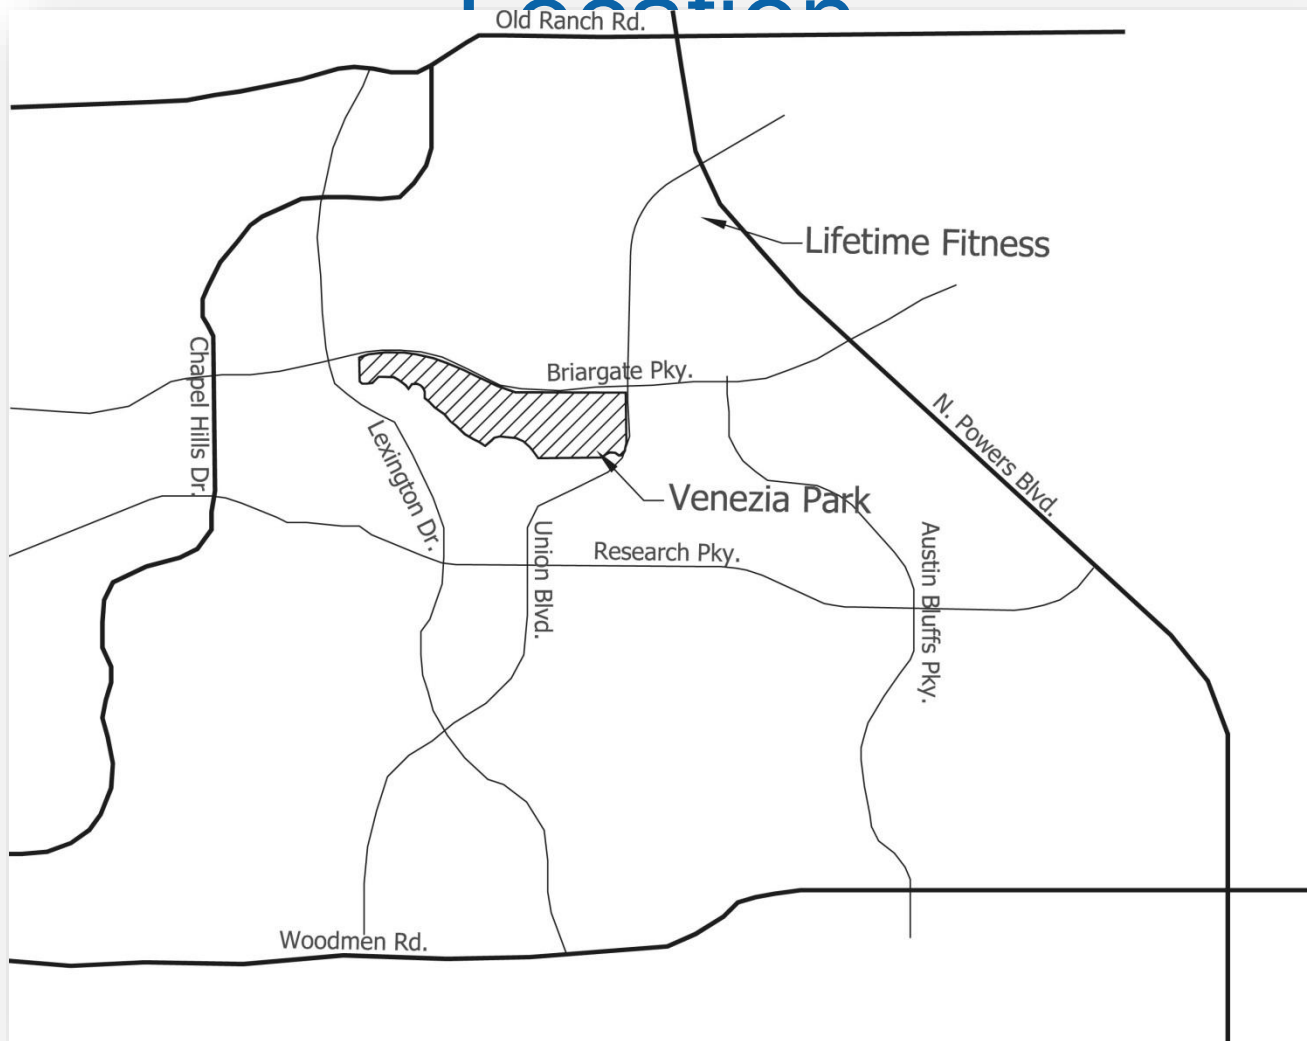 Location
Old Ranch Rd.
Lifetime Fitness
Chapel Hills Dr.
Briargate Pky.
N. Powers Blvd.
Lexington Dr.
Venezia Park
Union Blvd.
Research Pky.
Austin Bluffs Pky.
Woodmen Rd.